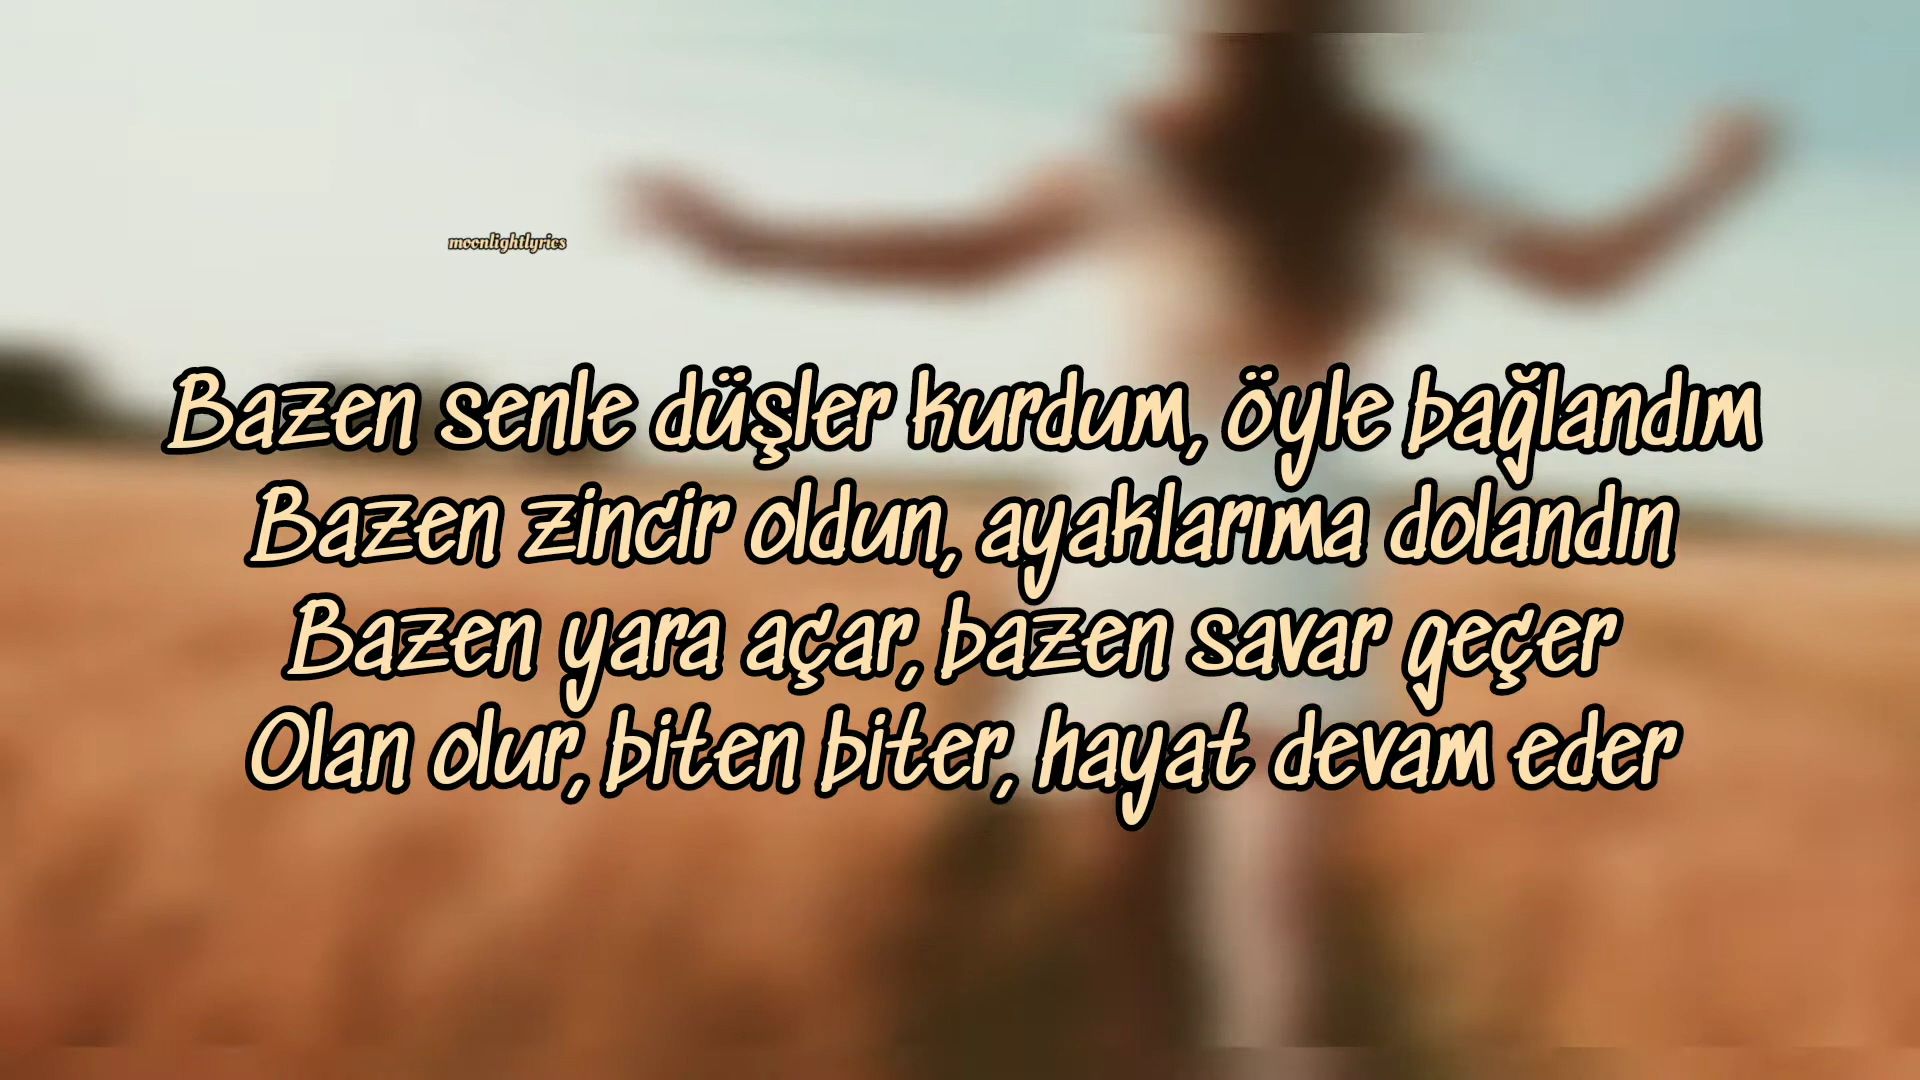 moonlightlyrics
Bazen senle düşler kurdum, öyle bağlandım
Bazen zincir oldun, ayaklarıma dolandın
Bazen yara açar, bazen savar geçer
Olan olur, biten biter, hayat devam eder